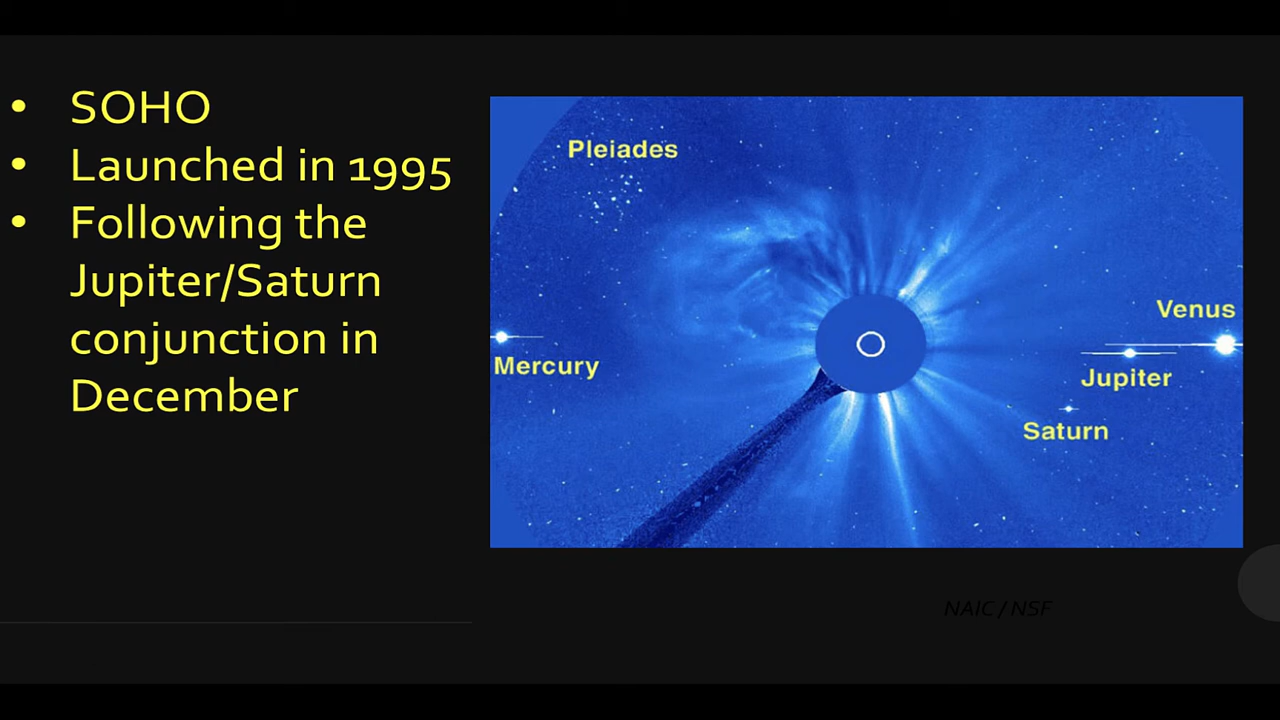 • SOHO
• Launched in 1995
• Following the
Jupiter/Saturn
conjunction in
December
Pleiades
Venus
Mercury
Jupiter
Saturn
NAIC / NSF